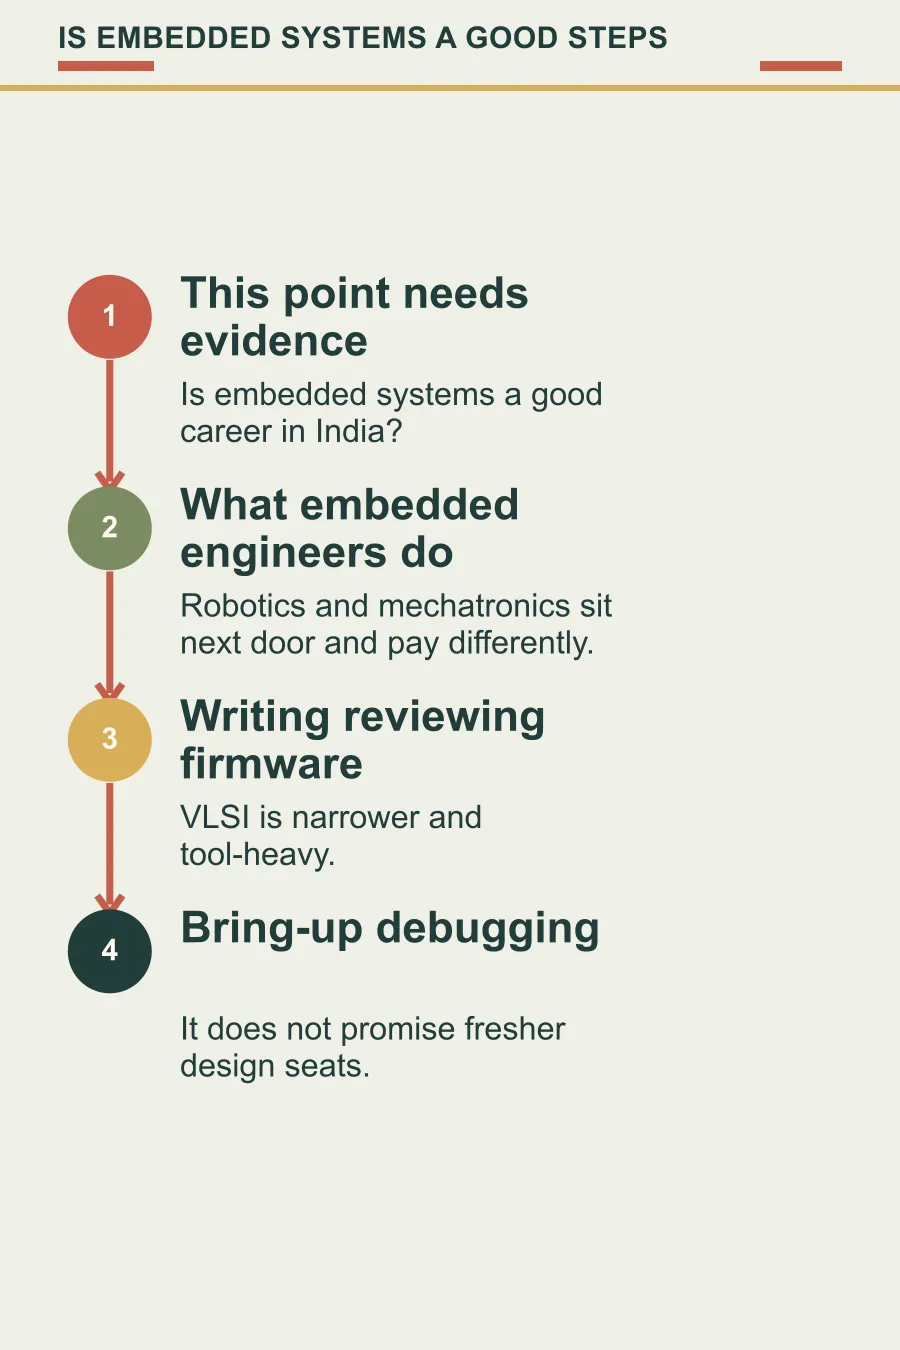 IS EMBEDDED SYSTEMS A GOOD STEPS
1
This point needs
evidence
Is embedded systems a good
career in India?
2
What embedded
engineers do
Robotics and mechatronics sit
next door and pay differently.
3
Writing reviewing
firmware
VLSI is narrower and
tool-heavy.
4
Bring-up debugging
It does not promise fresher
design seats.